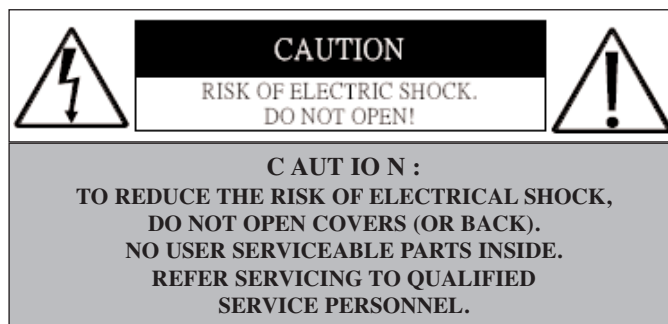 CAUTION
RISK OF ELECTRIC SHOCK.
DO NOT OPEN!
C AUT IO N :
TO REDUCE THE RISK OF ELECTRICAL SHOCK,
DO NOT OPEN COVERS (OR BACK).
NO USER SERVICEABLE PARTS INSIDE.
REFER SERVICING TO QUALIFIED
SERVICE PERSONNEL.